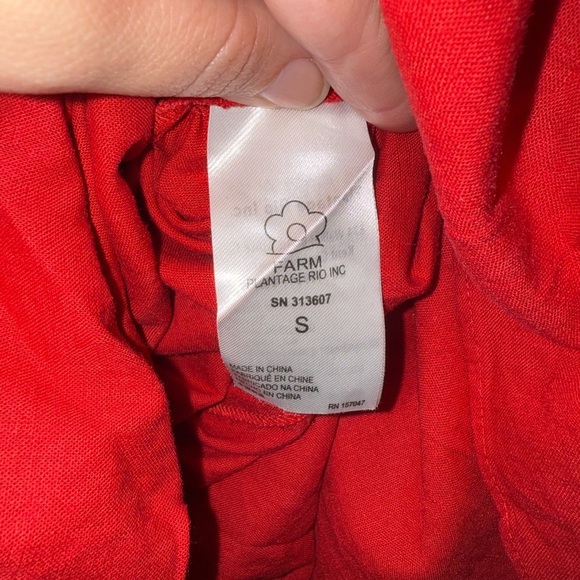 FARM
PLANTAGE RIO INC
SN 313607
S
MADE IN CHINA
FABRIQUÉ EN CHINE
FABRICADO NA CHINA
EN CHINA
RN 157047